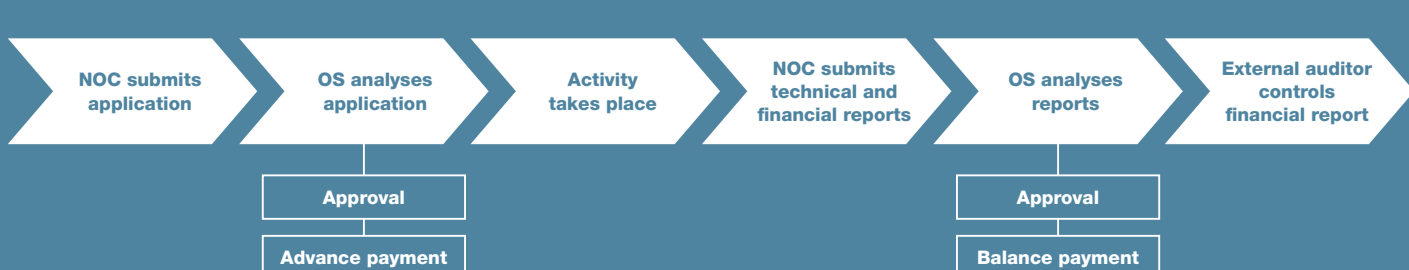 NOC submits
application
OS analyses
application
Activity
takes place
NOC submits
technical and
financial reports
OS analyses
reports
External auditor
controls
financial report
Approval
Advance payment
Approval
Balance payment